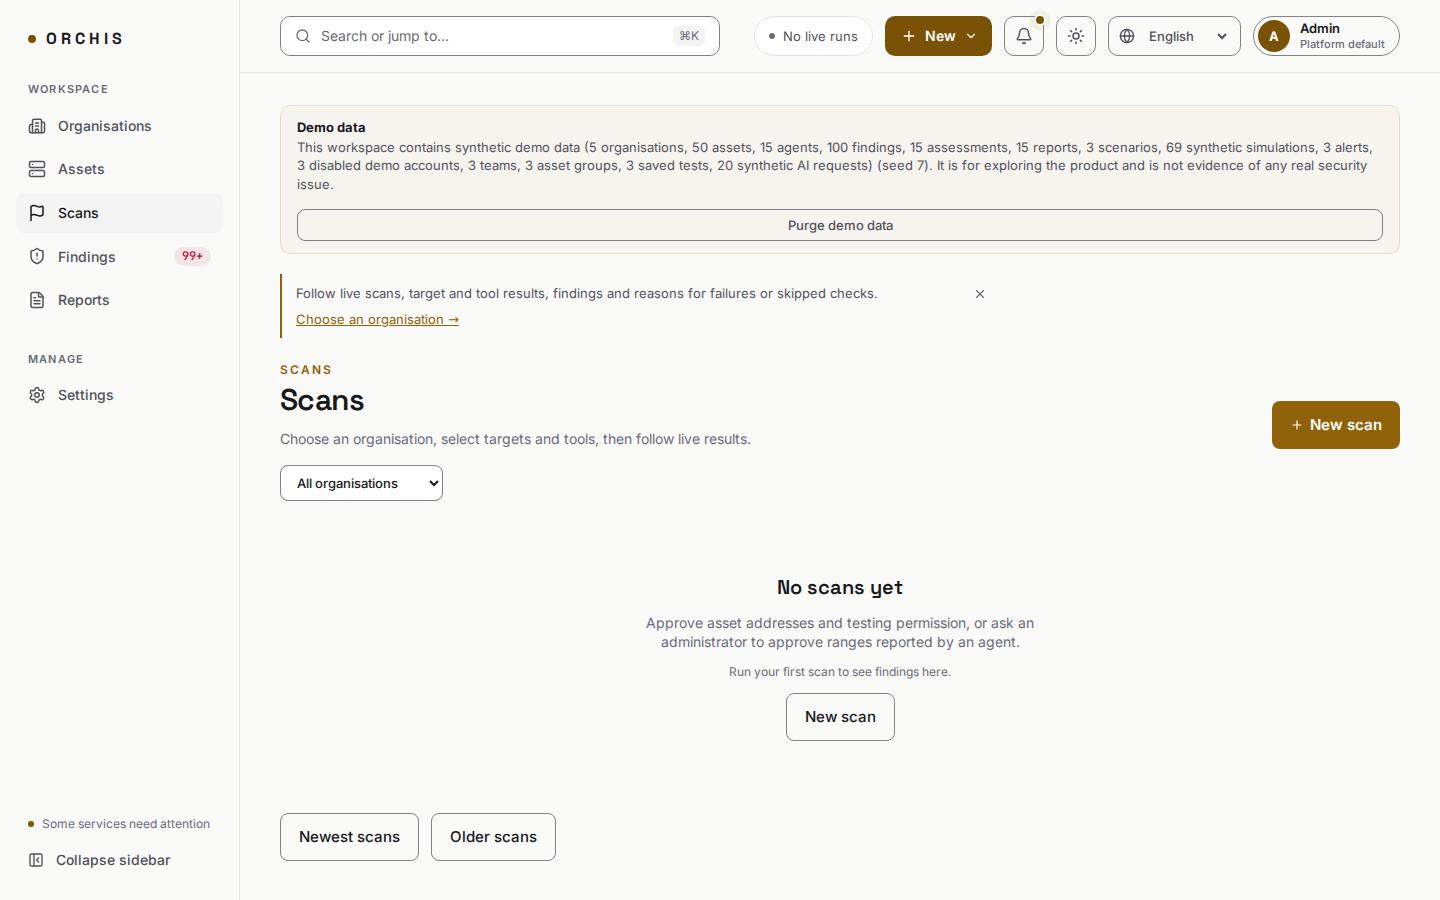 ORCHIS
Search or jump to...
⌘K
No live runs
New
English
A
Admin
Platform default
WORKSPACE
Organisations
Assets
Scans
Findings
99+
Reports
MANAGE
Settings
Demo data
This workspace contains synthetic demo data (5 organisations, 50 assets, 15 agents, 100 findings, 15 assessments, 15 reports, 3 scenarios, 69 synthetic simulations, 3 alerts,
3 disabled demo accounts, 3 teams, 3 asset groups, 3 saved tests, 20 synthetic AI requests) (seed 7). It is for exploring the product and is not evidence of any real security
issue.
Purge demo data
Follow live scans, target and tool results, findings and reasons for failures or skipped checks.
Choose an organisation →
SCANS
Scans
Choose an organisation, select targets and tools, then follow live results.
+ New scan
All organisations
No scans yet
Approve asset addresses and testing permission, or ask an
administrator to approve ranges reported by an agent.
Run your first scan to see findings here.
New scan
Newest scans
Older scans
Some services need attention
Collapse sidebar